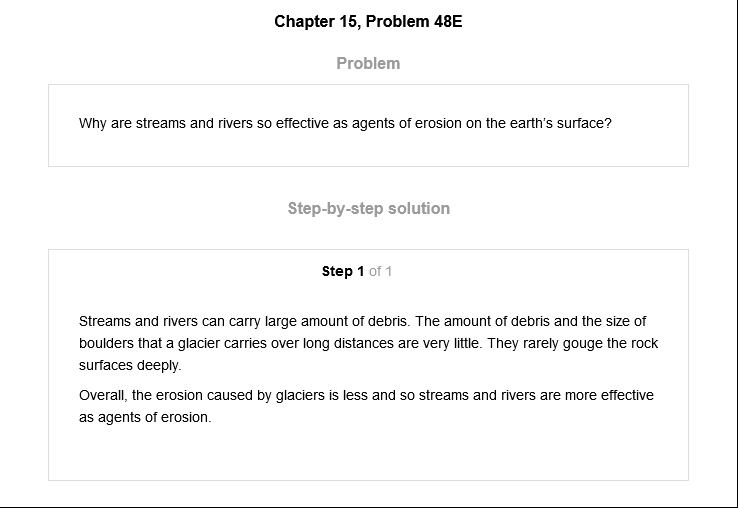 Chapter 15, Problem 48E
Problem
Why are streams and rivers so effective as agents of erosion on the earth's surface?
Step-by-step solution
Step 1 of 1
Streams and rivers can carry large amount of debris. The amount of debris and the size of
boulders that a glacier carries over long distances are very little. They rarely gouge the rock
surfaces deeply.
Overall, the erosion caused by glaciers is less and so streams and rivers are more effective
as agents of erosion.